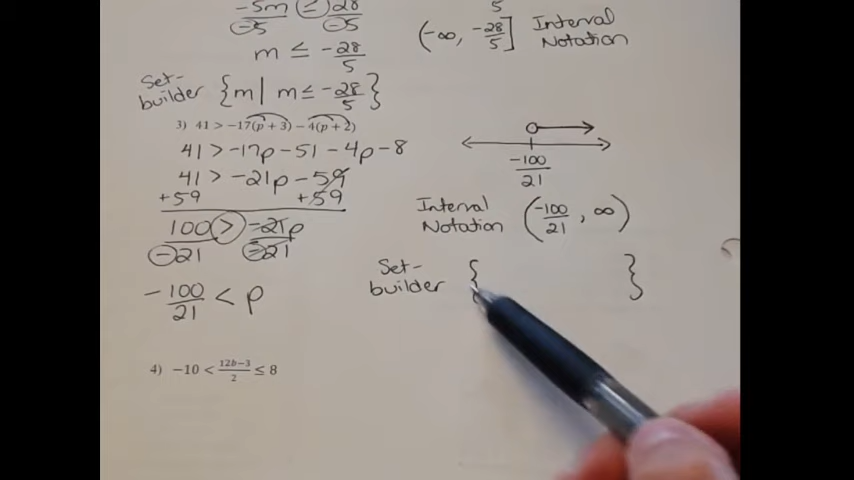 -5m ≤ 28
-5 -5
m ≤ -28/5
5
(-∞, -28/5] Interval
Notation
Set-
builder {m | m ≤ -28/5}
3) 41 > -17(p + 3) - 4(p + 2)
41 > -17p - 51 - 4p - 8
41 > -21p - 59
+59 +59
100 > -21p
-21 -21
-100/21 < p
-100/21
Interval
Notation (-100/21, ∞)
Set-
builder { }
4) -10 < (12b-3)/2 ≤ 8